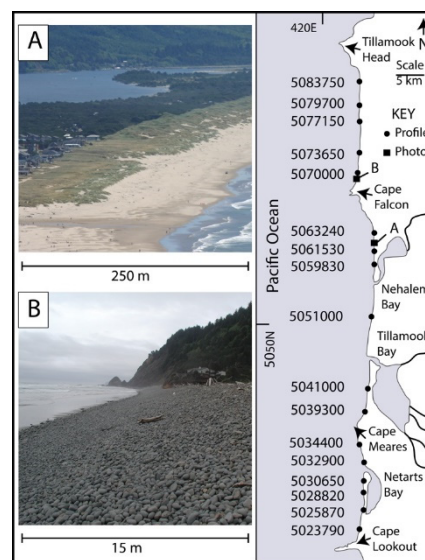 A
250 m
B
15 m
420E
Tillamook
Head
N
Scale
5 km
5083750
5079700
5077150
KEY
Profile
Photo
5073650
5070000
B
Cape
Falcon
Pacific Ocean
5063240
A
5061530
5059830
Nehalem
Bay
5051000
5050N
Tillamook
Bay
5041000
5039300
Cape
Meares
5034400
5032900
Netarts
Bay
5030650
5028820
5025870
5023790
Cape
Lookout